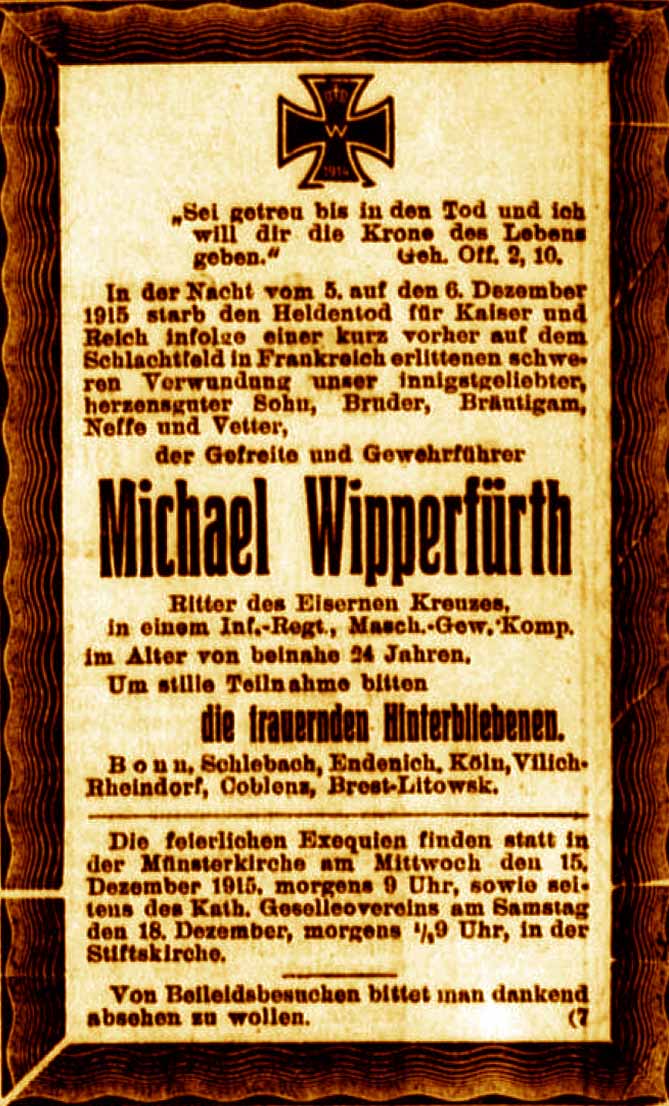 W
1914
„Sei getreu bis in den Tod und ich
will dir die Krone des Lebens
geben.“ Geh. Off. 2, 10.
In der Nacht vom 5. auf den 6. Dezember
1915 starb den Heldentod für Kaiser und
Reich infolge einer kurz vorher auf dem
Schlachtfeld in Frankreich erlittenen schwe-
ren Verwundung unser innigstgeliebter,
herzensguter Sohn, Bruder, Bräutigam,
Neffe und Vetter,
der Gefreite und Gewehrführer
Michael Wipperfürth
Ritter des Eisernen Kreuzes,
in einem Inf.-Regt., Masch.-Gew.-Komp.
im Alter von beinahe 24 Jahren.
Um stille Teilnahme bitten
die trauernden Hinterbliebenen.
Bonn, Schlebach, Endenich, Köln, Vilich-
Rheindorf, Coblenz, Brest-Litowsk.
Die feierlichen Exequien finden statt in
der Münsterkirche am Mittwoch den 15.
Dezember 1915, morgens 9 Uhr, sowie sei-
tens des Kath. Gesellenvereins am Samstag
den 18. Dezember, morgens ½9 Uhr, in der
Stiftskirche.
Von Beileidsbesuchen bittet man dankend
absehen zu wollen. (7